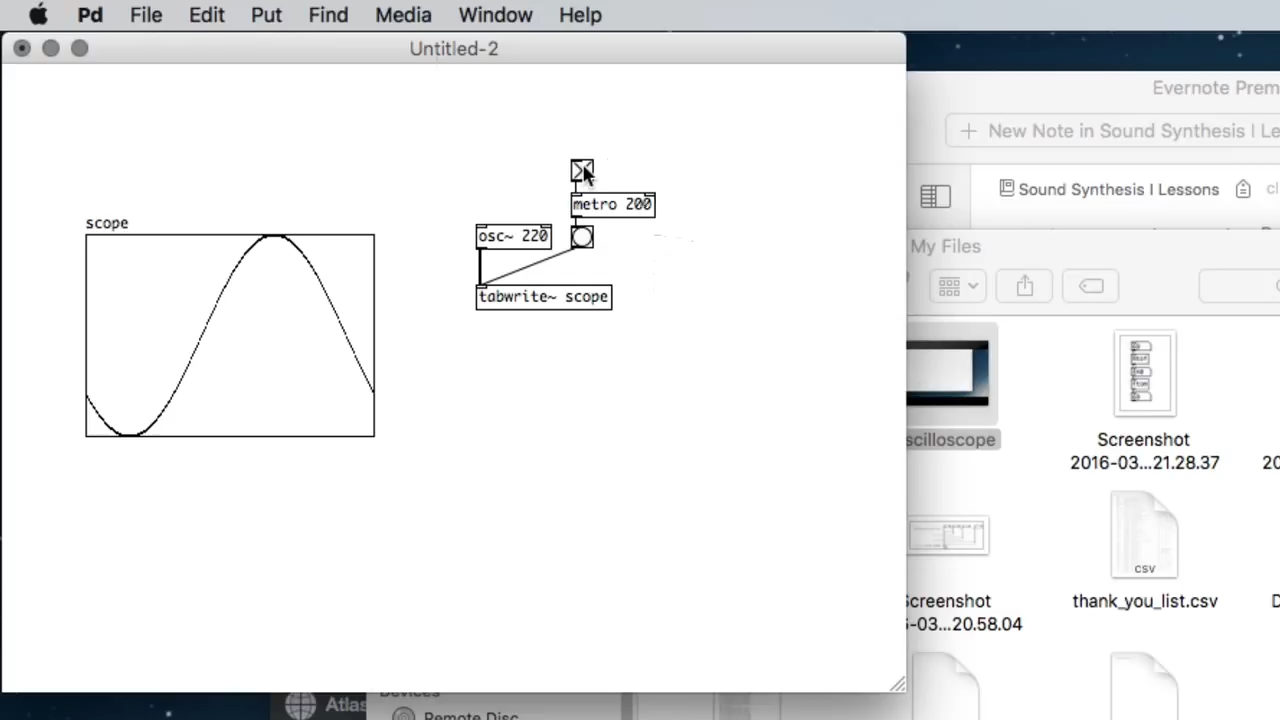 Pd File Edit Put Find Media Window Help
Untitled-2
Evernote Prem
New Note in Sound Synthesis I Le
Sound Synthesis I Lessons
metro 200
scope
osc~ 220
My Files
tabwrite~ scope
scilloscope
Screenshot
2016-03...21.28.37
csv
Screenshot
thank_you_list.csv
-03...20.58.04
Atlas
Devices
Remote Disc